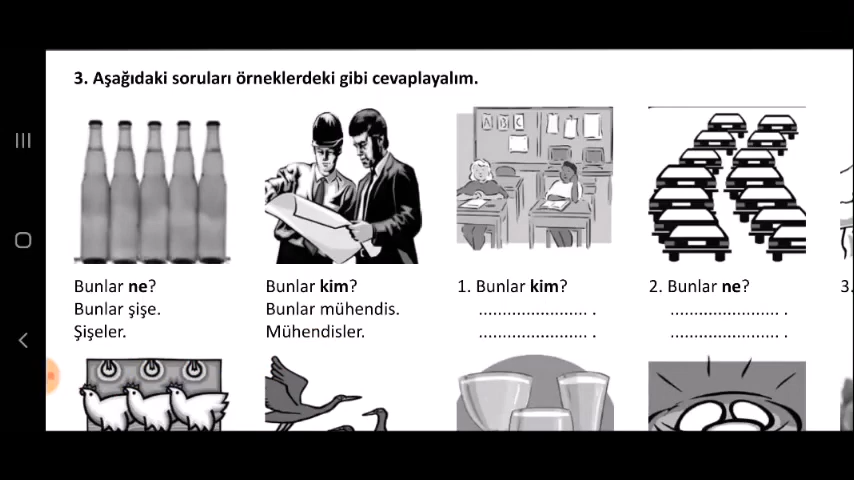 3. Aşağıdaki soruları örneklerdeki gibi cevaplayalım.
A B C
Bunlar ne?
Bunlar şişe.
Şişeler.
Bunlar kim?
Bunlar mühendis.
Mühendisler.
1. Bunlar kim?
....................... .
....................... .
2. Bunlar ne?
....................... .
....................... .
3.